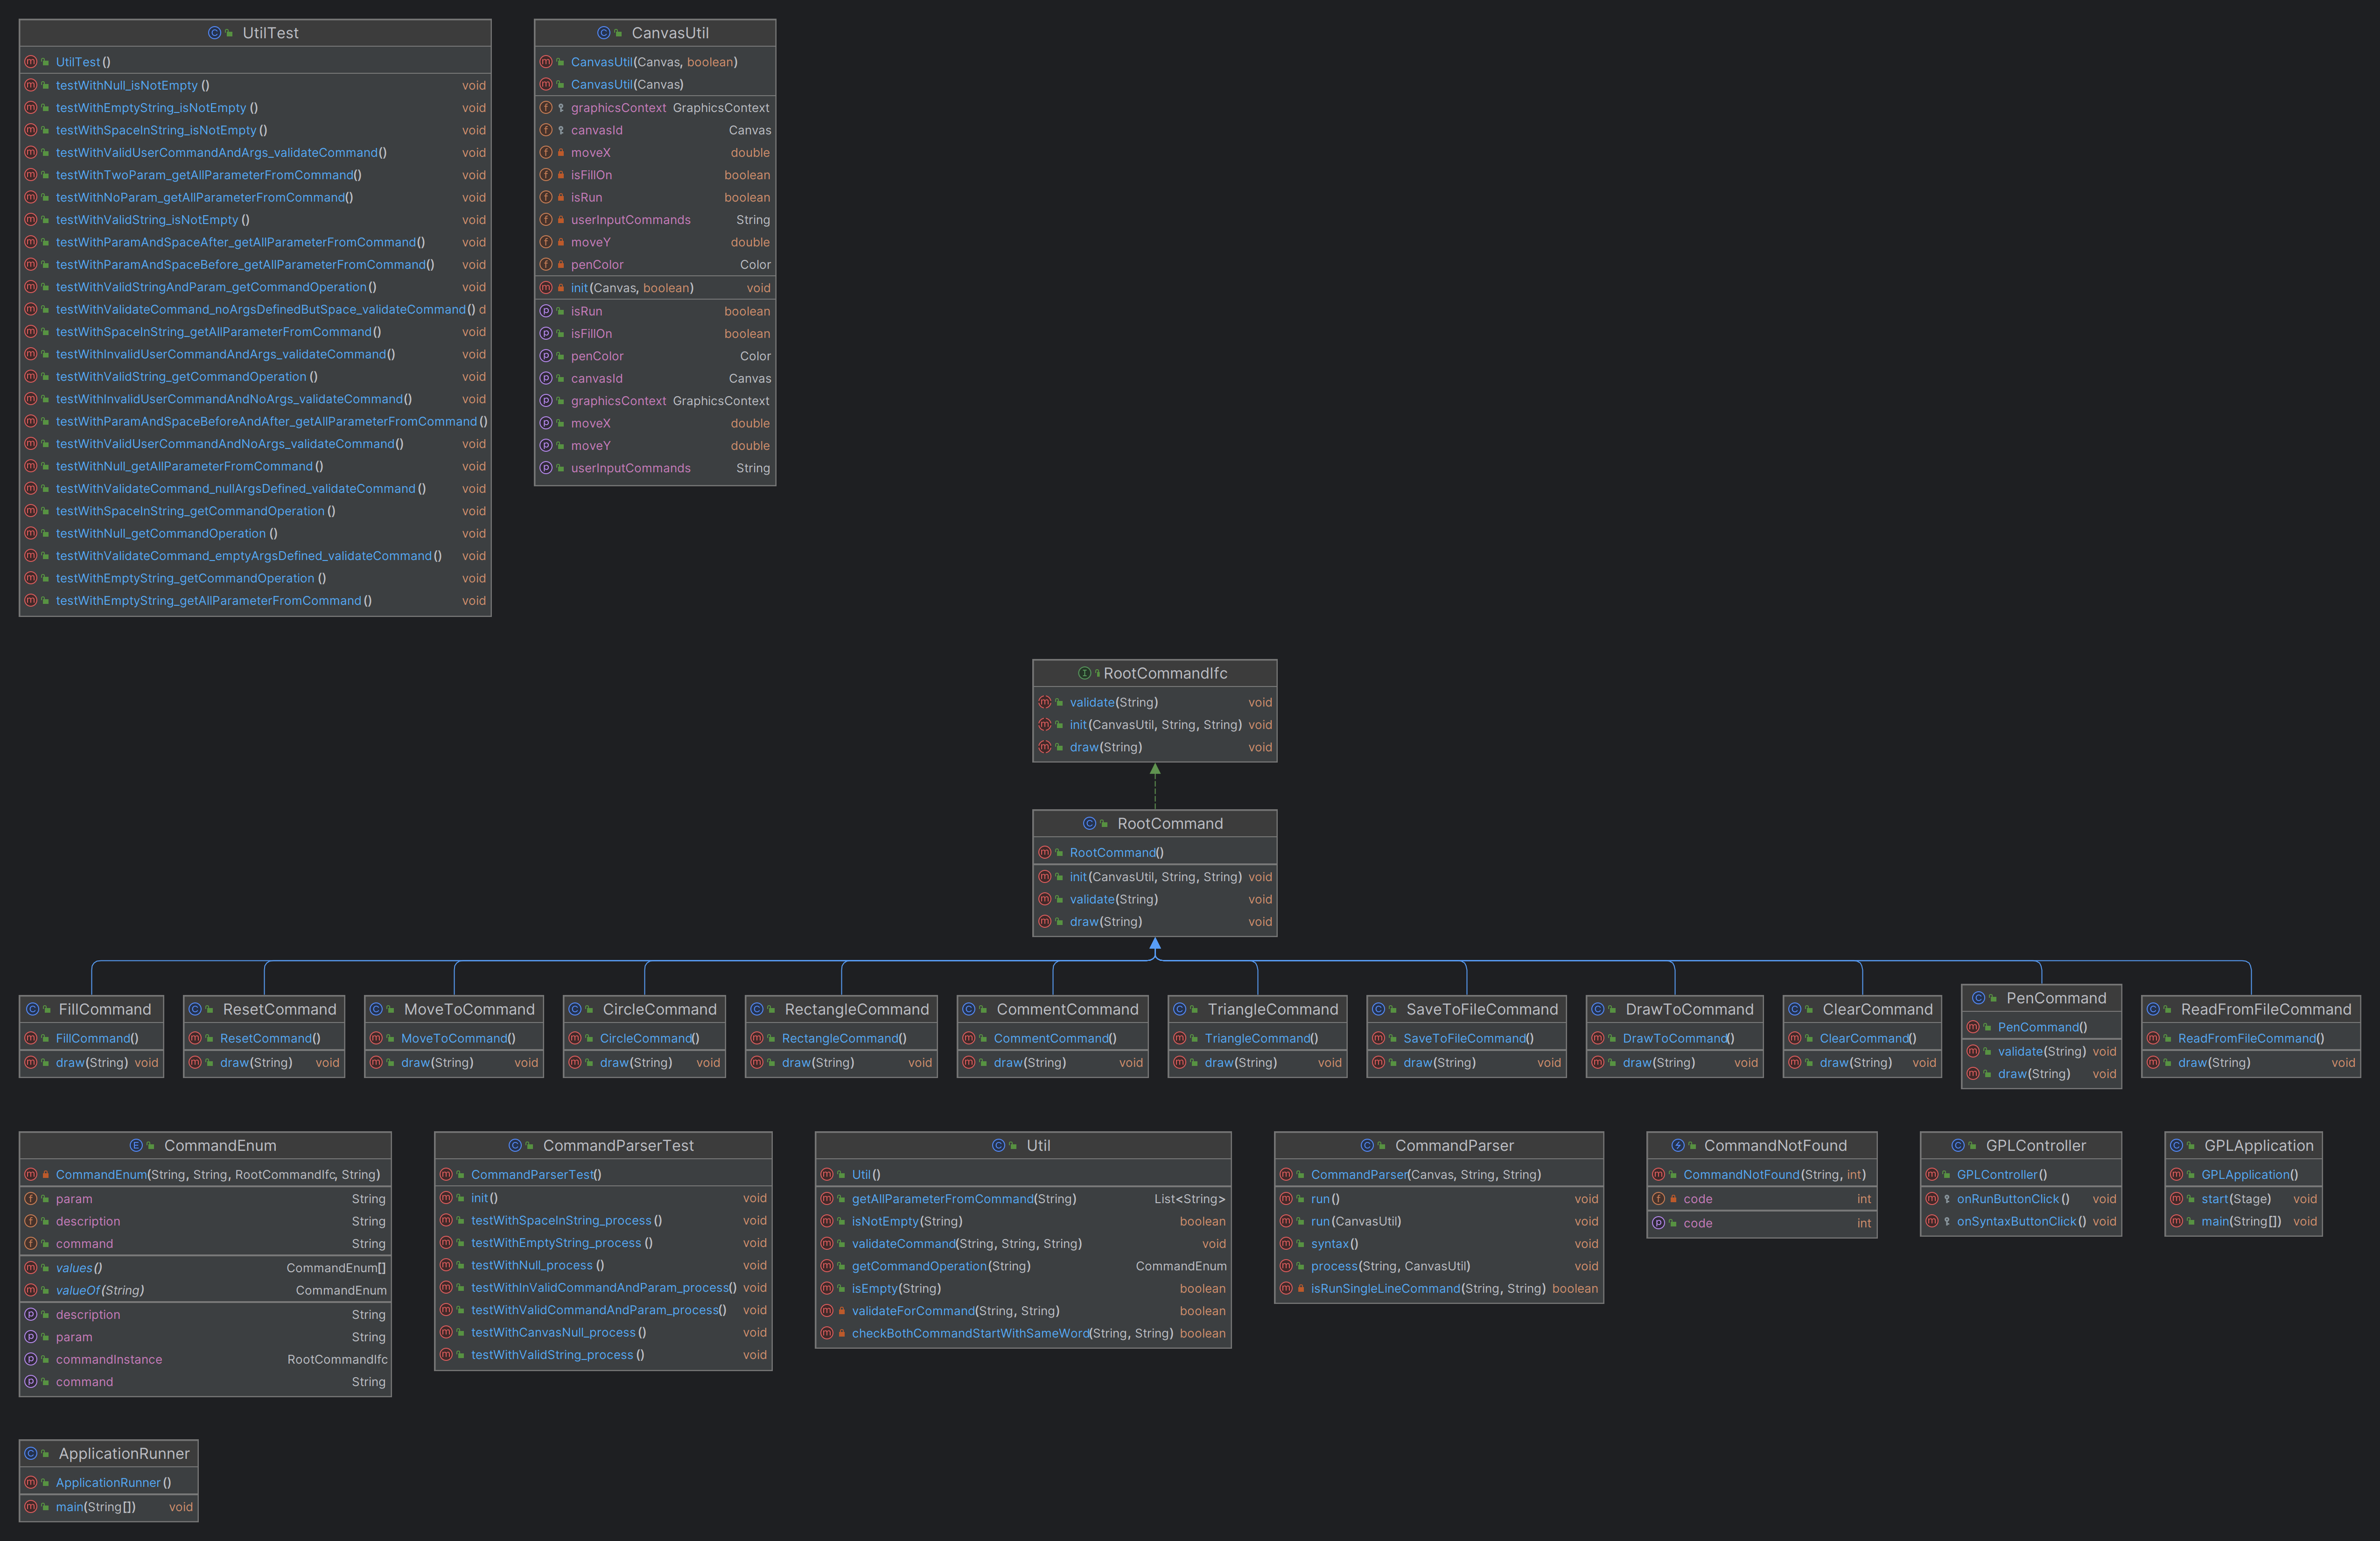 UtilTest
UtilTest()
testWithNull_isNotEmpty() void
testWithEmptyString_isNotEmpty() void
testWithSpaceInString_isNotEmpty() void
testWithValidUserCommandAndArgs_validateCommand() void
testWithTwoParam_getAllParameterFromCommand() void
testWithNoParam_getAllParameterFromCommand() void
testWithValidString_isNotEmpty() void
testWithParamAndSpaceAfter_getAllParameterFromCommand() void
testWithParamAndSpaceBefore_getAllParameterFromCommand() void
testWithValidStringAndParam_getCommandOperation() void
testWithValidateCommand_noArgsDefinedButSpace_validateCommand() d
testWithSpaceInString_getAllParameterFromCommand() void
testWithInvalidUserCommandAndArgs_validateCommand() void
testWithValidString_getCommandOperation() void
testWithInvalidUserCommandAndNoArgs_validateCommand() void
testWithParamAndSpaceBeforeAndAfter_getAllParameterFromCommand()
testWithValidUserCommandAndNoArgs_validateCommand() void
testWithNull_getAllParameterFromCommand() void
testWithValidateCommand_nullArgsDefined_validateCommand() void
testWithSpaceInString_getCommandOperation() void
testWithNull_getCommandOperation() void
testWithValidateCommand_emptyArgsDefined_validateCommand() void
testWithEmptyString_getCommandOperation() void
testWithEmptyString_getAllParameterFromCommand() void
CanvasUtil
CanvasUtil(Canvas, boolean)
CanvasUtil(Canvas)
graphicsContext GraphicsContext
canvasId Canvas
moveX double
isFillOn boolean
isRun boolean
userInputCommands String
moveY double
penColor Color
init(Canvas, boolean) void
isRun boolean
isFillOn boolean
penColor Color
canvasId Canvas
graphicsContext GraphicsContext
moveX double
moveY double
userInputCommands String
RootCommandIfc
validate(String) void
init(CanvasUtil, String, String) void
draw(String) void
RootCommand
RootCommand()
init(CanvasUtil, String, String) void
validate(String) void
draw(String) void
FillCommand
FillCommand()
draw(String) void
ResetCommand
ResetCommand()
draw(String) void
MoveToCommand
MoveToCommand()
draw(String) void
CircleCommand
CircleCommand()
draw(String) void
RectangleCommand
RectangleCommand()
draw(String) void
CommentCommand
CommentCommand()
draw(String) void
TriangleCommand
TriangleCommand()
draw(String) void
SaveToFileCommand
SaveToFileCommand()
draw(String) void
DrawToCommand
DrawToCommand()
draw(String) void
ClearCommand
ClearCommand()
draw(String) void
PenCommand
PenCommand()
validate(String) void
draw(String) void
ReadFromFileCommand
ReadFromFileCommand()
draw(String) void
CommandEnum
CommandEnum(String, String, RootCommandIfc, String)
param String
description String
command String
values() CommandEnum[]
valueOf(String) CommandEnum
description String
param String
commandInstance RootCommandIfc
command String
CommandParserTest
CommandParserTest()
init() void
testWithSpaceInString_process() void
testWithEmptyString_process() void
testWithNull_process() void
testWithInValidCommandAndParam_process() void
testWithValidCommandAndParam_process() void
testWithCanvasNull_process() void
testWithValidString_process() void
Util
Util()
getAllParameterFromCommand(String) List<String>
isNotEmpty(String) boolean
validateCommand(String, String, String) void
getCommandOperation(String) CommandEnum
isEmpty(String) boolean
validateForCommand(String, String) boolean
checkBothCommandStartWithSameWord(String, String) boolean
CommandParser
CommandParser(Canvas, String, String)
run() void
run(CanvasUtil) void
syntax() void
process(String, CanvasUtil) void
isRunSingleLineCommand(String, String) boolean
CommandNotFound
CommandNotFound(String, int)
code int
code int
GPLController
GPLController()
onRunButtonClick() void
onSyntaxButtonClick() void
GPLApplication
GPLApplication()
start(Stage) void
main(String[]) void
ApplicationRunner
ApplicationRunner()
main(String[]) void